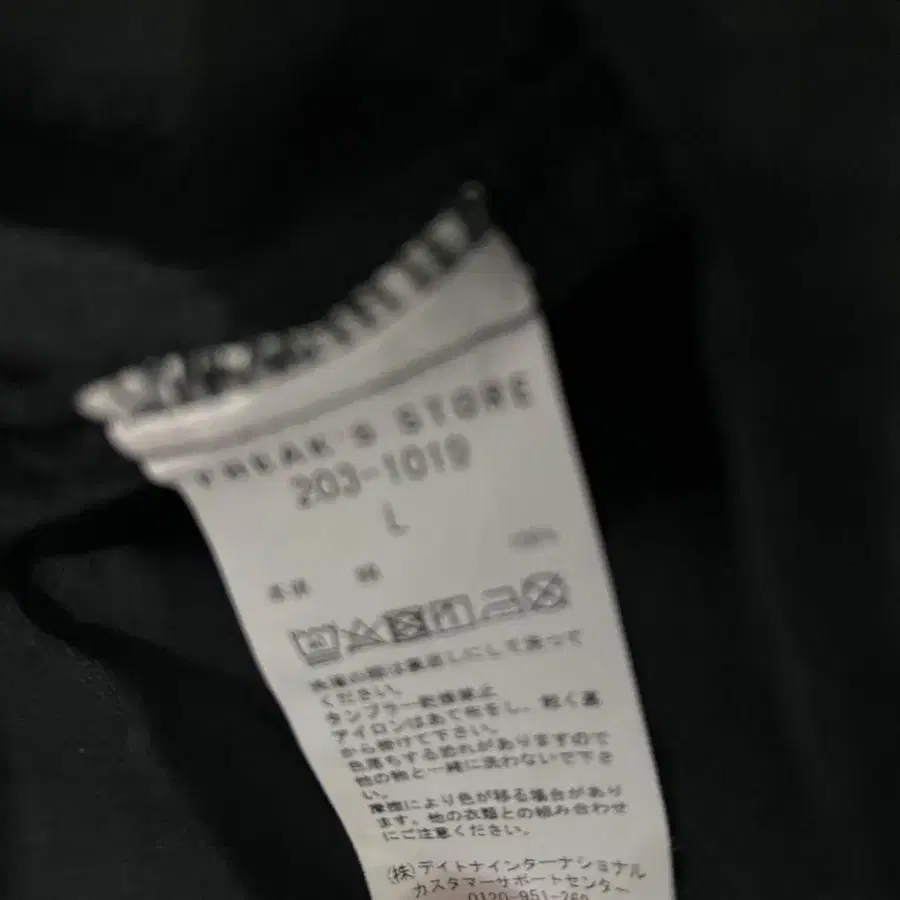 FREAK'S STORE
203-1019
L
本体 綿 100%
洗濯の際は裏返しにして洗って
ください。
タンブラー乾燥禁止
アイロンはあて布をし、軽く裏
から掛けて下さい。
色落ちする恐れがありますので
他の物と一緒に洗わないで下さ
い。
摩擦により色が移る場合があり
ます。他の衣類との組み合わせ
にご注意ください。
(株)デイトナインターナショナル
カスタマーサポートセンター
0120-951-260